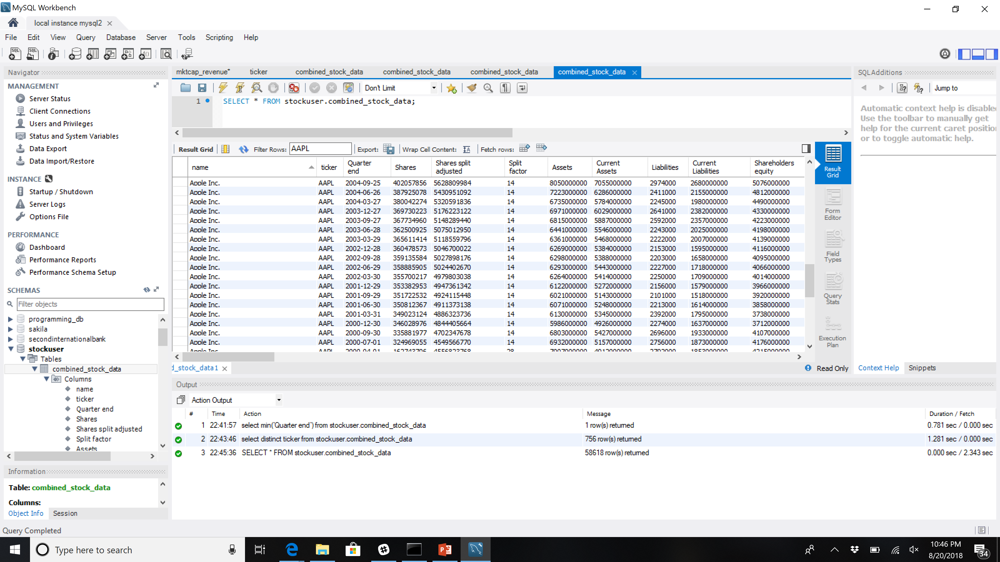 MySQL Workbench
local instance mysql2
File Edit View Query Database Server Tools Scripting Help
Navigator
MANAGEMENT
Server Status
Client Connections
Users and Privileges
Status and System Variables
Data Export
Data Import/Restore
INSTANCE
Startup / Shutdown
Server Logs
Options File
PERFORMANCE
Dashboard
Performance Reports
Performance Schema Setup
SCHEMAS
Filter objects
programming_db
sakila
secondinternationalbank
stockuser
Tables
combined_stock_data
Columns
name
ticker
Quarter end
Shares
Shares split adjusted
Split factor
Assets
Information
Table: combined_stock_data
Columns:
Object Info Session
mktcap_revenue* ticker combined_stock_data combined_stock_data combined_stock_data combined_stock_data
Don't Limit
1 SELECT * FROM stockuser.combined_stock_data;
Result Grid Filter Rows: AAPL Export: Wrap Cell Content: Fetch rows:
name ticker Quarter end Shares Shares split adjusted Split factor Assets Current Assets Liabilities Current Liabilities Shareholders equity
Apple Inc. AAPL 2004-09-25 402057856 5628809984 14 8050000000 7055000000 2974000 2680000000 5076000000
Apple Inc. AAPL 2004-06-26 387925078 5430951092 14 7223000000 6286000000 2411000 2155000000 4812000000
Apple Inc. AAPL 2004-03-27 380042274 5320591836 14 6735000000 5784000000 2245000 1980000000 4490000000
Apple Inc. AAPL 2003-12-27 369730223 5176223122 14 6971000000 6029000000 2641000 2382000000 4330000000
Apple Inc. AAPL 2003-09-27 367734960 5148289440 14 6815000000 5887000000 2592000 2357000000 4223000000
Apple Inc. AAPL 2003-06-28 362500925 5075012950 14 6441000000 5546000000 2243000 2025000000 4198000000
Apple Inc. AAPL 2003-03-29 365611414 5118559796 14 6361000000 5468000000 2222000 2007000000 4139000000
Apple Inc. AAPL 2002-12-28 360478573 5046700022 14 6269000000 5384000000 2153000 1595000000 4116000000
Apple Inc. AAPL 2002-09-28 359135584 5027898176 14 6298000000 5388000000 2203000 1658000000 4095000000
Apple Inc. AAPL 2002-06-29 358885905 5024402670 14 6293000000 5443000000 2227000 1718000000 4066000000
Apple Inc. AAPL 2002-03-30 355700217 4979803038 14 6264000000 5414000000 2250000 1709000000 4014000000
Apple Inc. AAPL 2001-12-29 353382953 4947361342 14 6122000000 5272000000 2156000 1579000000 3966000000
Apple Inc. AAPL 2001-09-29 351722532 4924115448 14 6021000000 5143000000 2101000 1518000000 3920000000
Apple Inc. AAPL 2001-06-30 350812367 4911373138 14 6071000000 5248000000 2213000 1614000000 3858000000
Apple Inc. AAPL 2001-03-31 349023124 4886323736 14 6130000000 5345000000 2392000 1795000000 3738000000
Apple Inc. AAPL 2000-12-30 346028976 4844405664 14 5986000000 4926000000 2274000 1637000000 3712000000
Apple Inc. AAPL 2000-09-30 335881977 4702347678 14 6803000000 5427000000 2696000 1933000000 4107000000
Apple Inc. AAPL 2000-07-01 324969055 4549566770 14 6932000000 5157000000 2756000 1873000000 4176000000
Result Grid
Form Editor
Field Types
Query Stats
Execution Plan
d_stock_data1
Read Only
SQLAdditions
Jump to
Automatic context help is disable
Use the toolbar to manually get
help for the current caret position
or to toggle automatic help.
Context Help Snippets
Output
Action Output
# Time Action Message Duration / Fetch
1 22:41:57 select min(`Quarter end`) from stockuser.combined_stock_data 1 row(s) returned 0.781 sec / 0.000 sec
2 22:43:46 select distinct ticker from stockuser.combined_stock_data 756 row(s) returned 1.281 sec / 0.000 sec
3 22:45:36 SELECT * FROM stockuser.combined_stock_data 58618 row(s) returned 0.000 sec / 2.343 sec
Query Completed
Type here to search
10:46 PM
8/20/2018
34